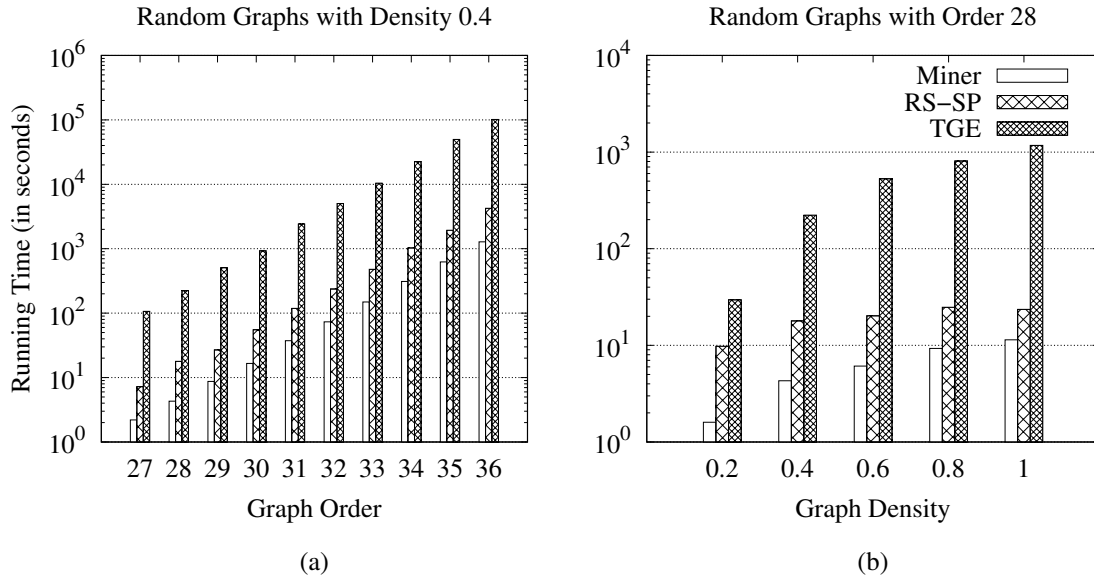 Random Graphs with Density 0.4
Running Time (in seconds)
10^6
10^5
10^4
10^3
10^2
10^1
10^0
27 28 29 30 31 32 33 34 35 36
Graph Order
(a)
Random Graphs with Order 28
10^4
10^3
10^2
10^1
10^0
Miner
RS-SP
TGE
0.2 0.4 0.6 0.8 1
Graph Density
(b)